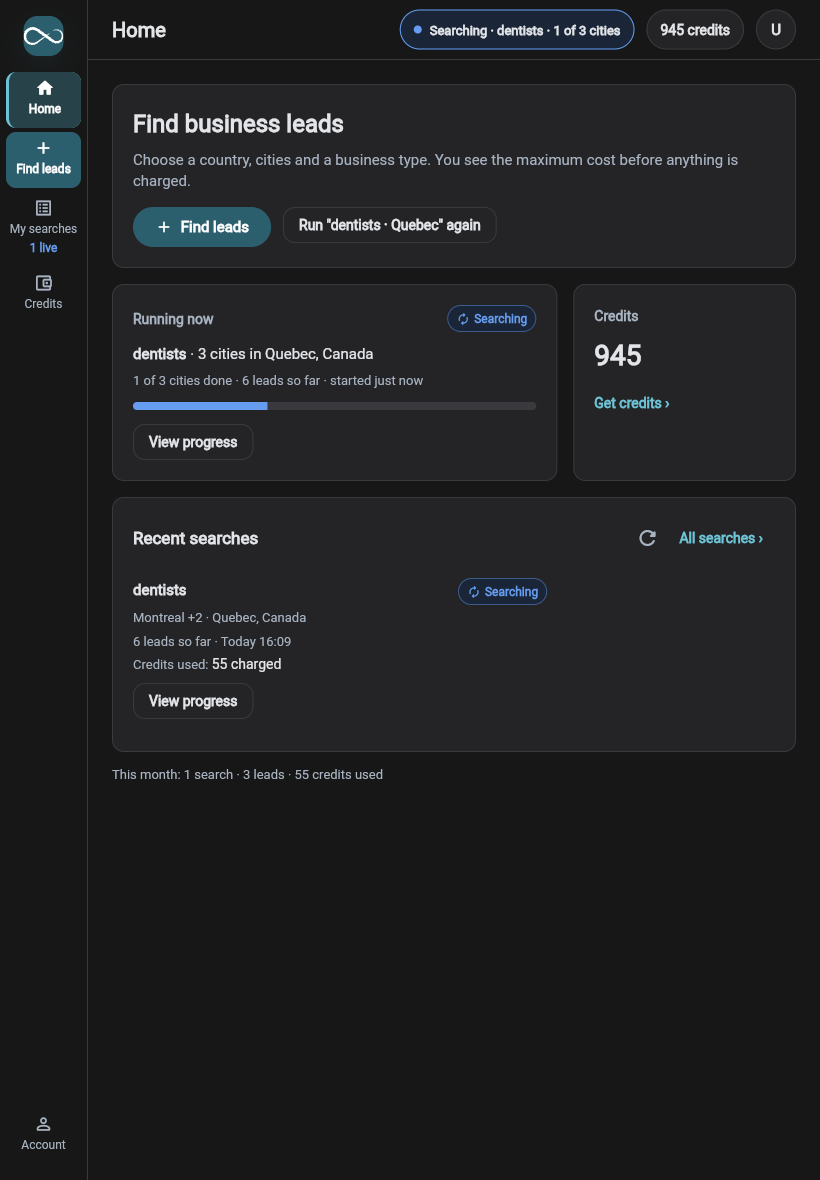 Home
Searching · dentists · 1 of 3 cities
945 credits
U
Home
Find leads
My searches
1 live
Credits
Account
Find business leads
Choose a country, cities and a business type. You see the maximum cost before anything is
charged.
Find leads
Run "dentists · Quebec" again
Running now
Searching
dentists · 3 cities in Quebec, Canada
1 of 3 cities done · 6 leads so far · started just now
View progress
Credits
945
Get credits ›
Recent searches
All searches ›
dentists
Searching
Montreal +2 · Quebec, Canada
6 leads so far · Today 16:09
Credits used: 55 charged
View progress
This month: 1 search · 3 leads · 55 credits used